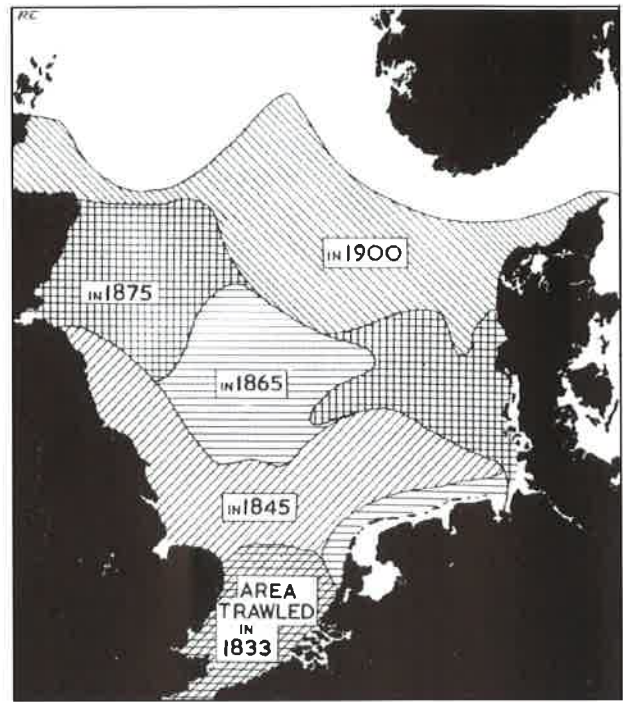 RC
IN 1900
IN 1875
IN 1865
IN 1845
AREA
TRAWLED
IN
1833